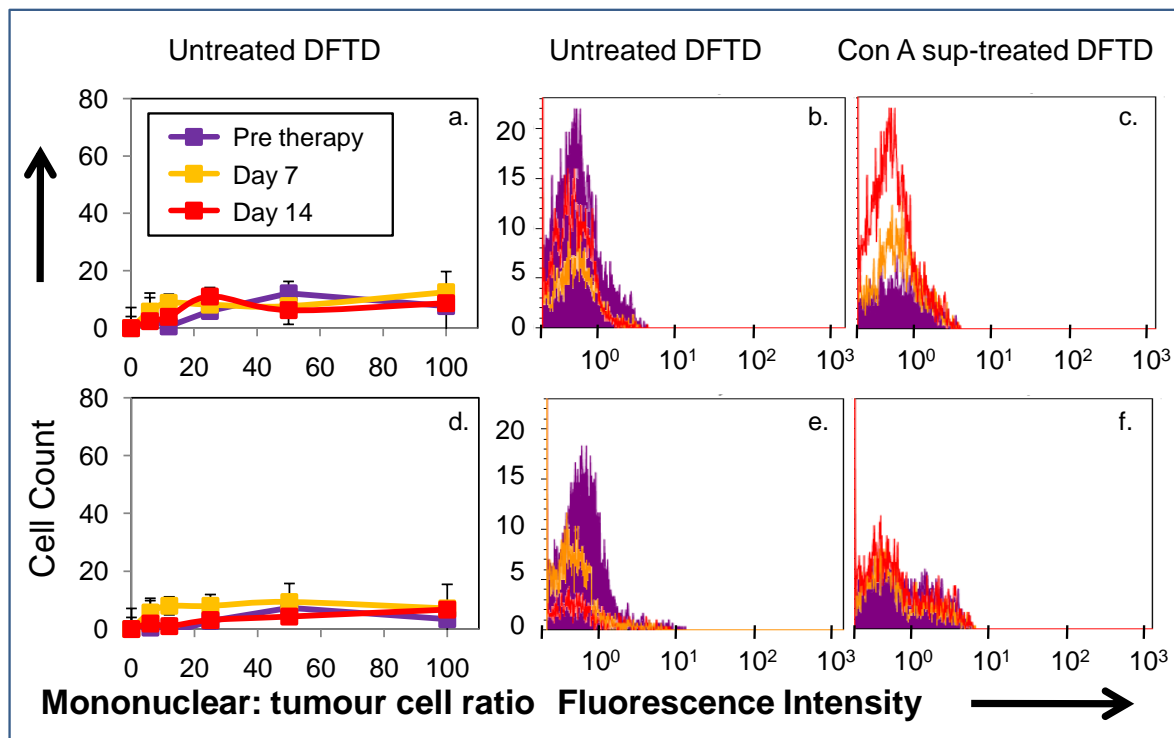 Untreated DFTD
Untreated DFTD
Con A sup-treated DFTD
80
60
40
20
0
a.
Pre therapy
Day 7
Day 14
0 20 40 60 80 100
20
15
10
5
0
b.
10⁰ 10¹ 10² 10³
c.
10⁰ 10¹ 10² 10³
Cell Count
80
60
40
20
0
d.
0 20 40 60 80 100
20
15
10
5
0
e.
10⁰ 10¹ 10² 10³
f.
10⁰ 10¹ 10² 10³
Mononuclear: tumour cell ratio
Fluorescence Intensity